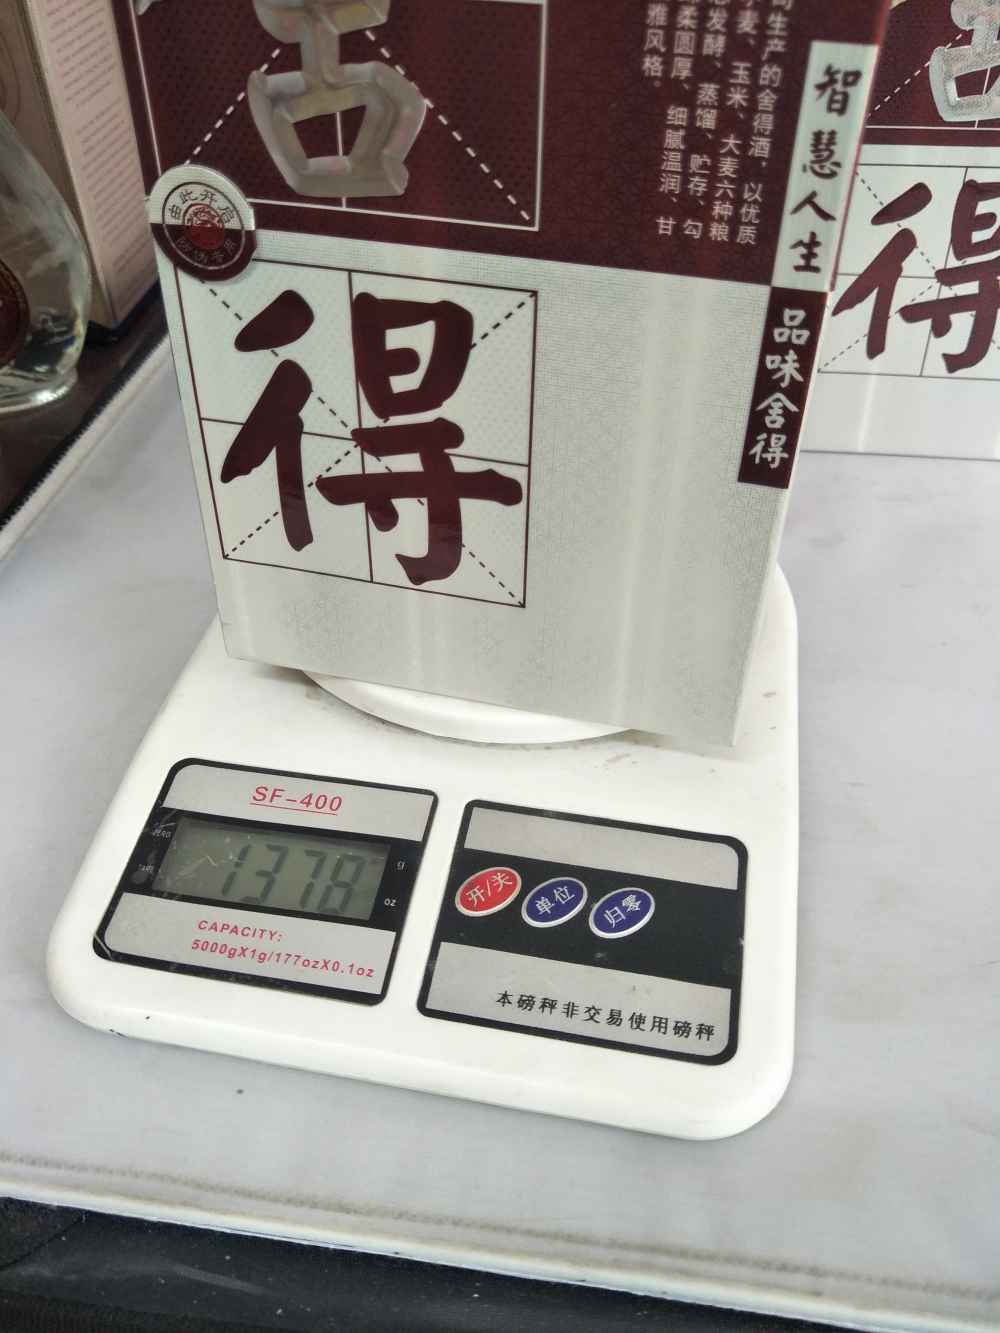 舍
生产的舍得酒，以优质
麦、玉米、大麦六种粮
发酵、蒸馏、贮存、勾
柔圆厚、细腻温润、甘
雅风格。
智慧人生
品味舍得
由此开启
得
得
SF-400
ZERO
TARE
1378
g
oz
CAPACITY:
5000gX1g/177ozX0.1oz
开/关
单位
归零
本磅秤非交易使用磅秤